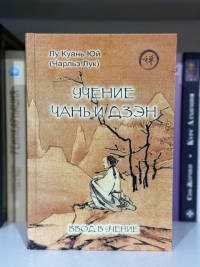 Лу Куань Юй
(Чарльз Лук)
УЧЕНИЕ
ЧАНЬ И ДЗЭН
ВВОД В УЧЕНИЕ